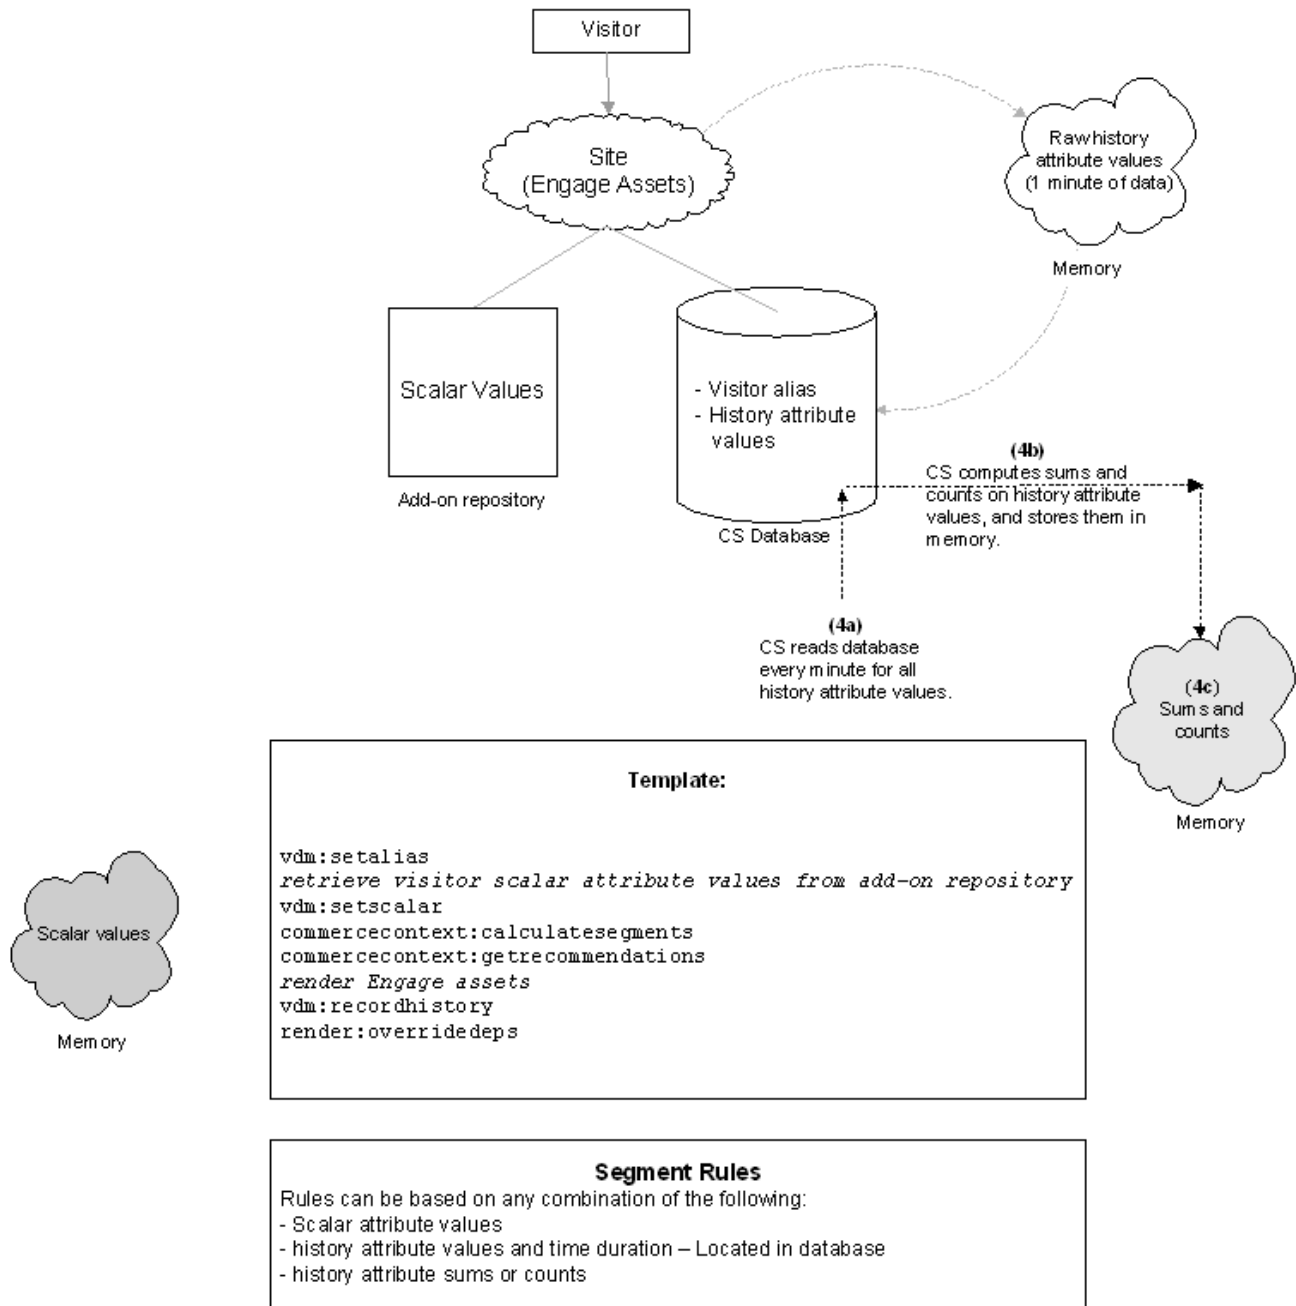 Visitor
Site
(Engage Assets)
Raw history
attribute values
(1 minute of data)
Memory
Scalar Values
Add-on repository
- Visitor alias
- History attribute
values
CS Database
(4b)
CS computes sums and
counts on history attribute
values, and stores them in
memory.
(4a)
CS reads database
every minute for all
history attribute values.
(4c)
Sums and
counts
Memory
Template:
vdm:setalias
retrieve visitor scalar attribute values from add-on repository
vdm:setscalar
commercecontext:calculatesegments
commercecontext:getrecommendations
render Engage assets
vdm:recordhistory
render:overridedeps
Scalar values
Memory
Segment Rules
Rules can be based on any combination of the following:
- Scalar attribute values
- history attribute values and time duration – Located in database
- history attribute sums or counts